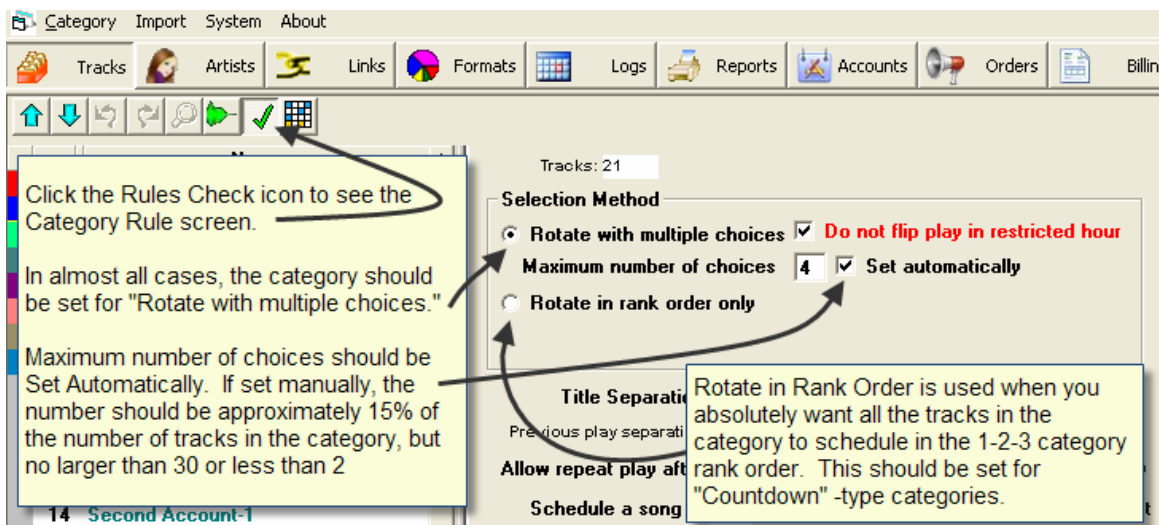 Category Import System About
Tracks Artists Links Formats Logs Reports Accounts Orders
Tracks: 21
Click the Rules Check icon to see the
Category Rule screen.
In almost all cases, the category should
be set for "Rotate with multiple choices."
Maximum number of choices should be
Set Automatically. If set manually, the
number should be approximately 15% of
the number of tracks in the category, but
no larger than 30 or less than 2
14 Second Account-1
Selection Method
Rotate with multiple choices Do not flip play in restricted hour
Maximum number of choices 4 Set automatically
Rotate in rank order only
Title
Allow repeat play
Schedule a song
Rotate in Rank Order is used when you
absolutely want all the tracks in the
category to schedule in the 1-2-3 category
rank order. This should be set for
"Countdown" -type categories.